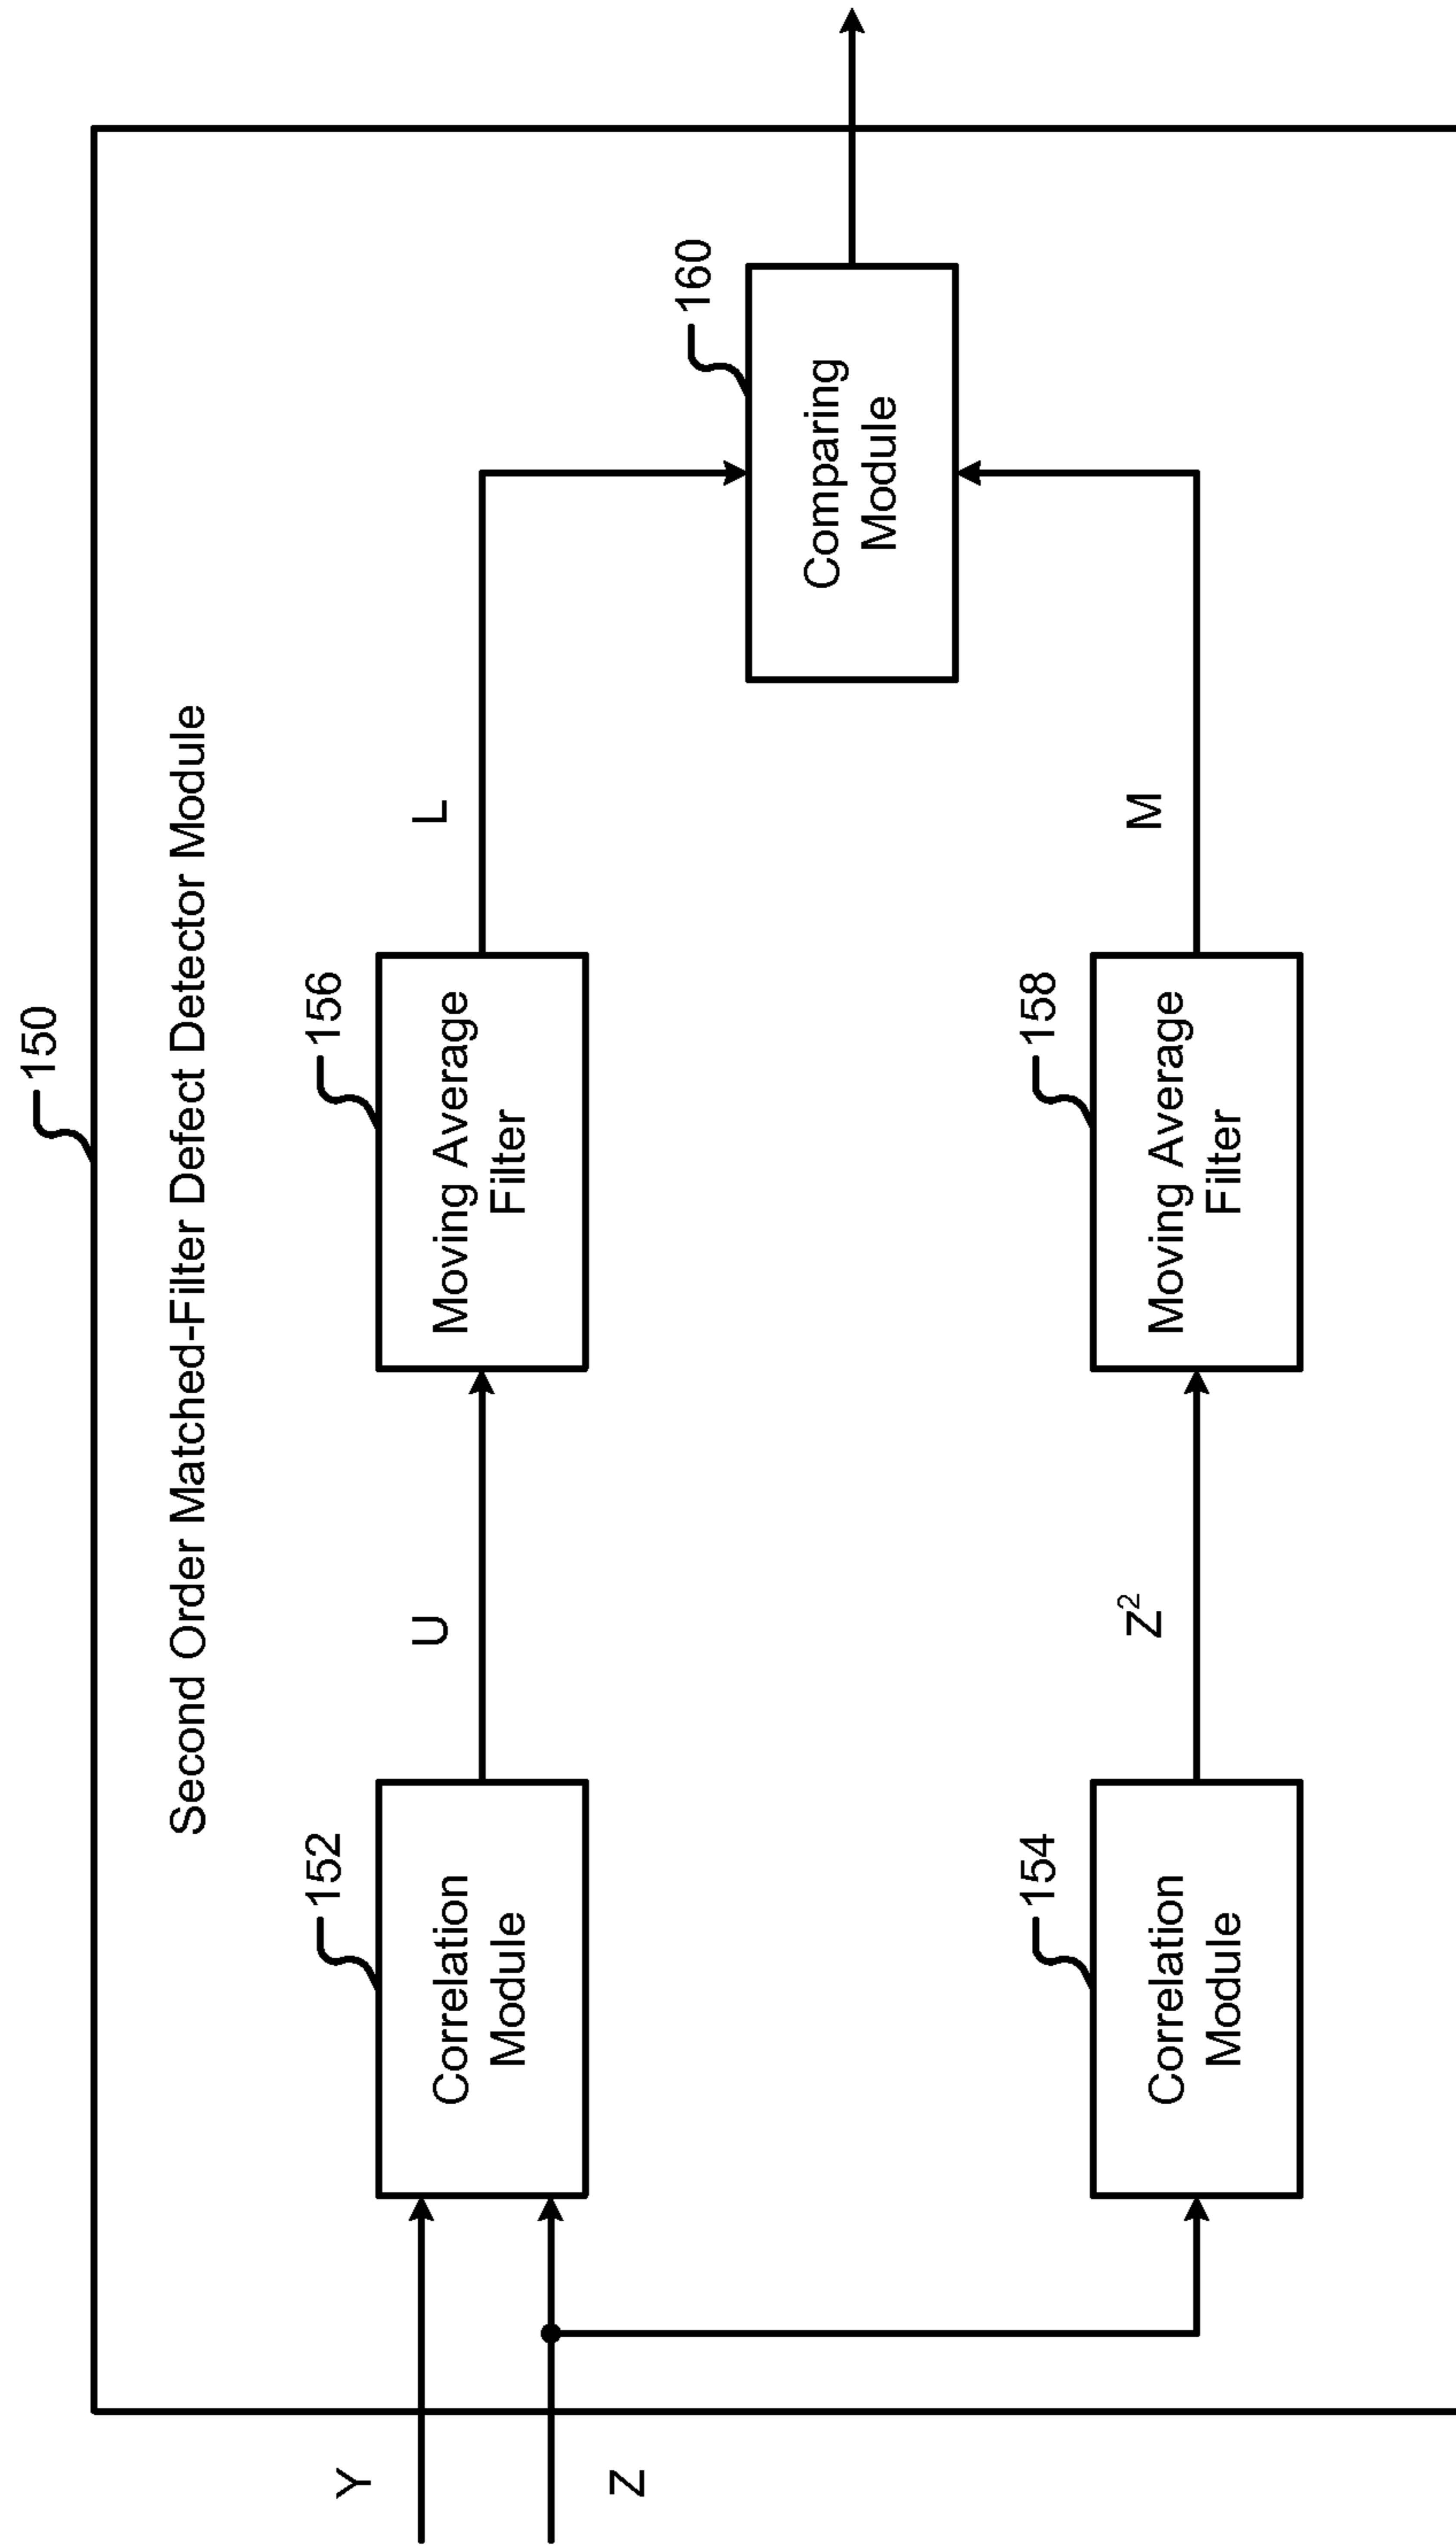 150
Second Order Matched-Filter Defect Detector Module
Y
Z
152
Correlation
Module
U
156
Moving Average
Filter
L
160
Comparing
Module
154
Correlation
Module
Z²
158
Moving Average
Filter
M